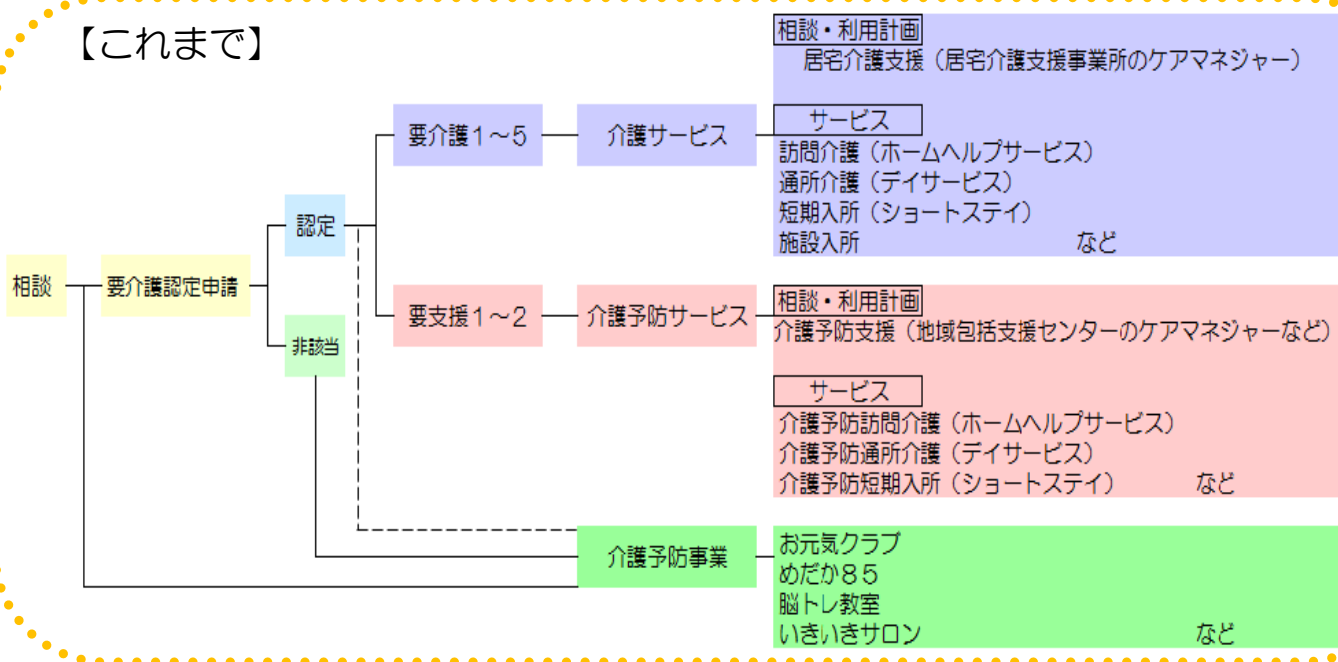 【これまで】
相談
要介護認定申請
認定
非該当
要介護１～５
介護サービス
相談・利用計画
居宅介護支援（居宅介護支援事業所のケアマネジャー）
サービス
訪問介護（ホームヘルプサービス）
通所介護（デイサービス）
短期入所（ショートステイ）
施設入所　など
要支援１～２
介護予防サービス
相談・利用計画
介護予防支援（地域包括支援センターのケアマネジャーなど）
サービス
介護予防訪問介護（ホームヘルプサービス）
介護予防通所介護（デイサービス）
介護予防短期入所（ショートステイ）　など
介護予防事業
お元気クラブ
めだか８５
脳トレ教室
いきいきサロン　など